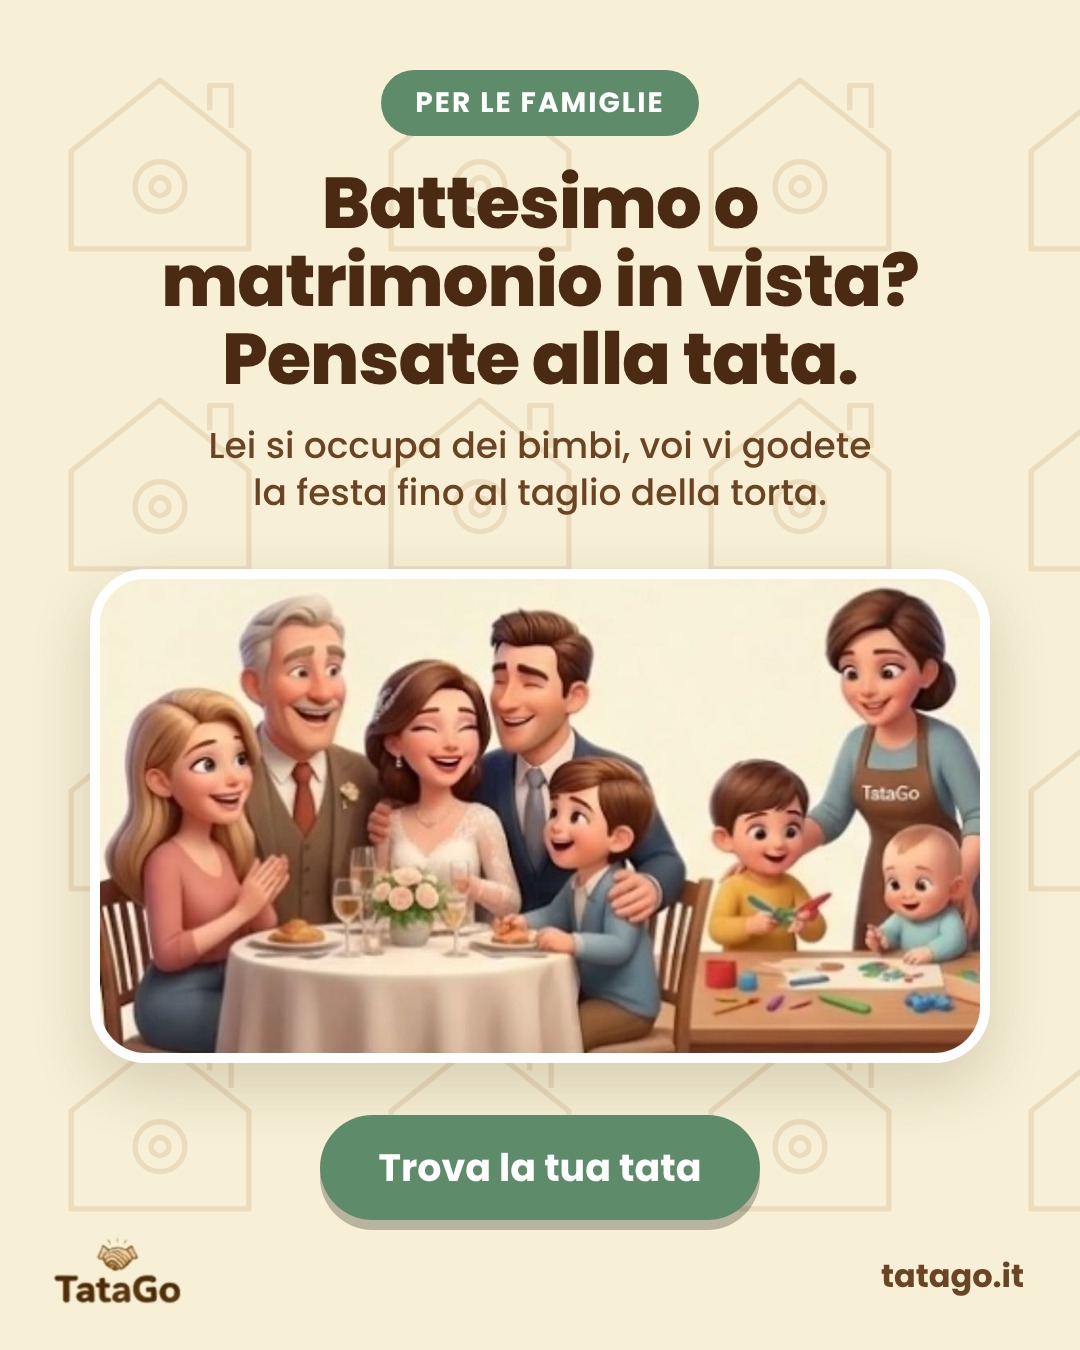 PER LE FAMIGLIE
Battesimo o
matrimonio in vista?
Pensate alla tata.
Lei si occupa dei bimbi, voi vi godete
la festa fino al taglio della torta.
TstaGo
Trova la tua tata
TataGo
tatago.it